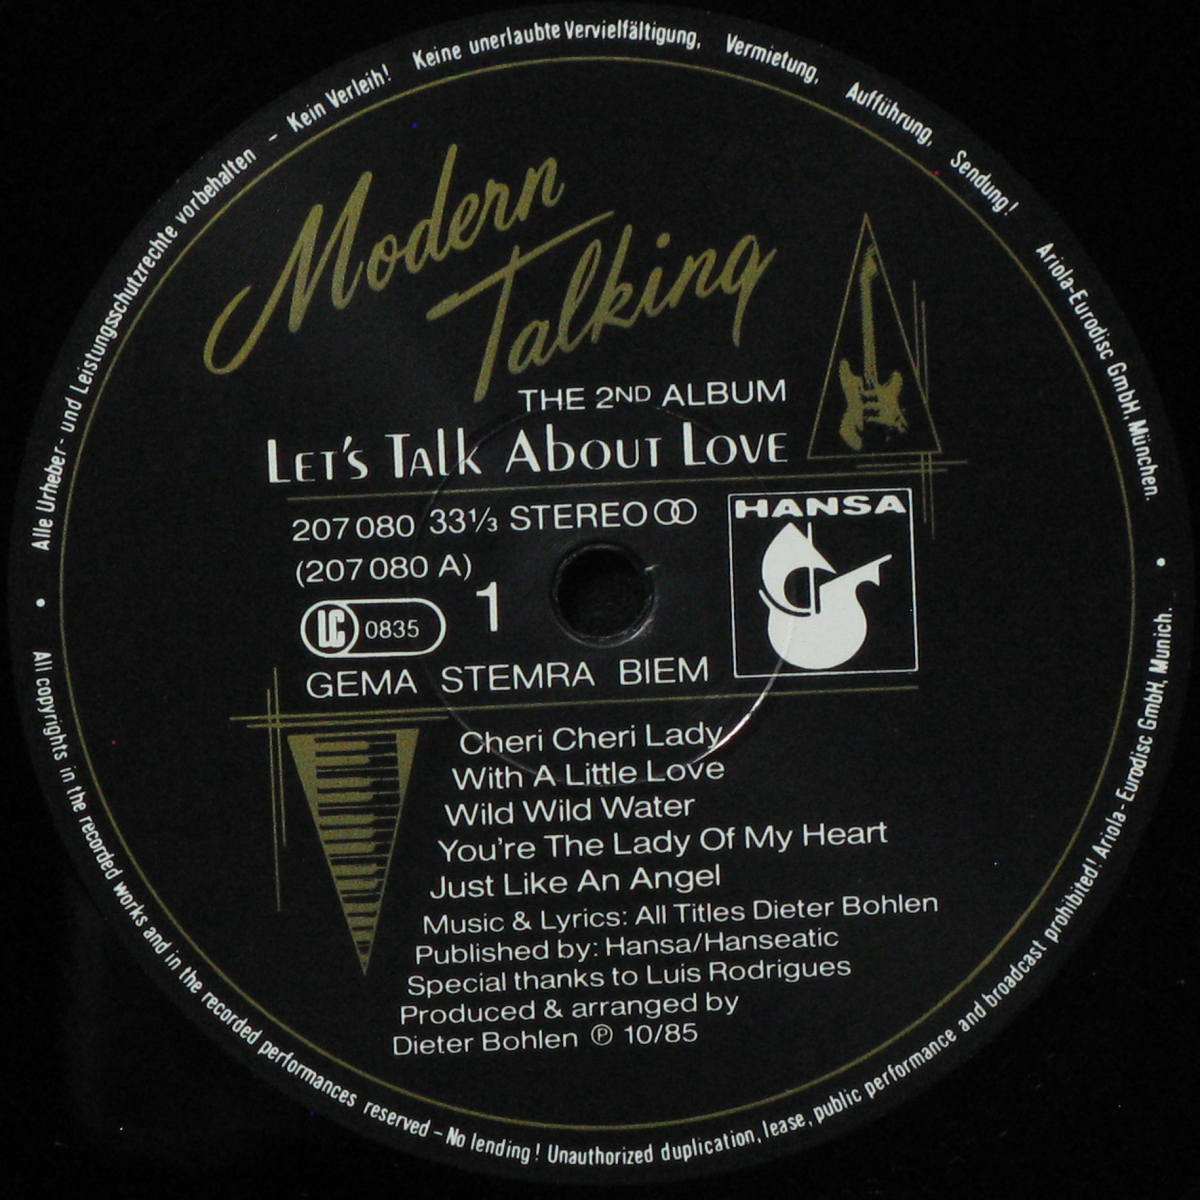 Alle Urheber- und Leistungsschutzrechte vorbehalten – Kein Verleih! Keine unerlaubte Vervielfältigung, Vermietung, Aufführung, Sendung! Ariola-Eurodisc GmbH, München.
Modern
Talking
THE 2ND ALBUM
LET'S TALK ABOUT LOVE
207 080 33⅓ STEREO
(207 080 A)
LC 0835
1
HANSA
GEMA STEMRA BIEM
Cheri Cheri Lady
With A Little Love
Wild Wild Water
You're The Lady Of My Heart
Just Like An Angel
Music & Lyrics: All Titles Dieter Bohlen
Published by: Hansa/Hanseatic
Special thanks to Luis Rodrigues
Produced & arranged by
Dieter Bohlen ℗ 10/85
All copyrights in the recorded works and in the recorded performances reserved – No lending! Unauthorized duplication, lease, public performance and broadcast prohibited! Ariola-Eurodisc GmbH, Munich.